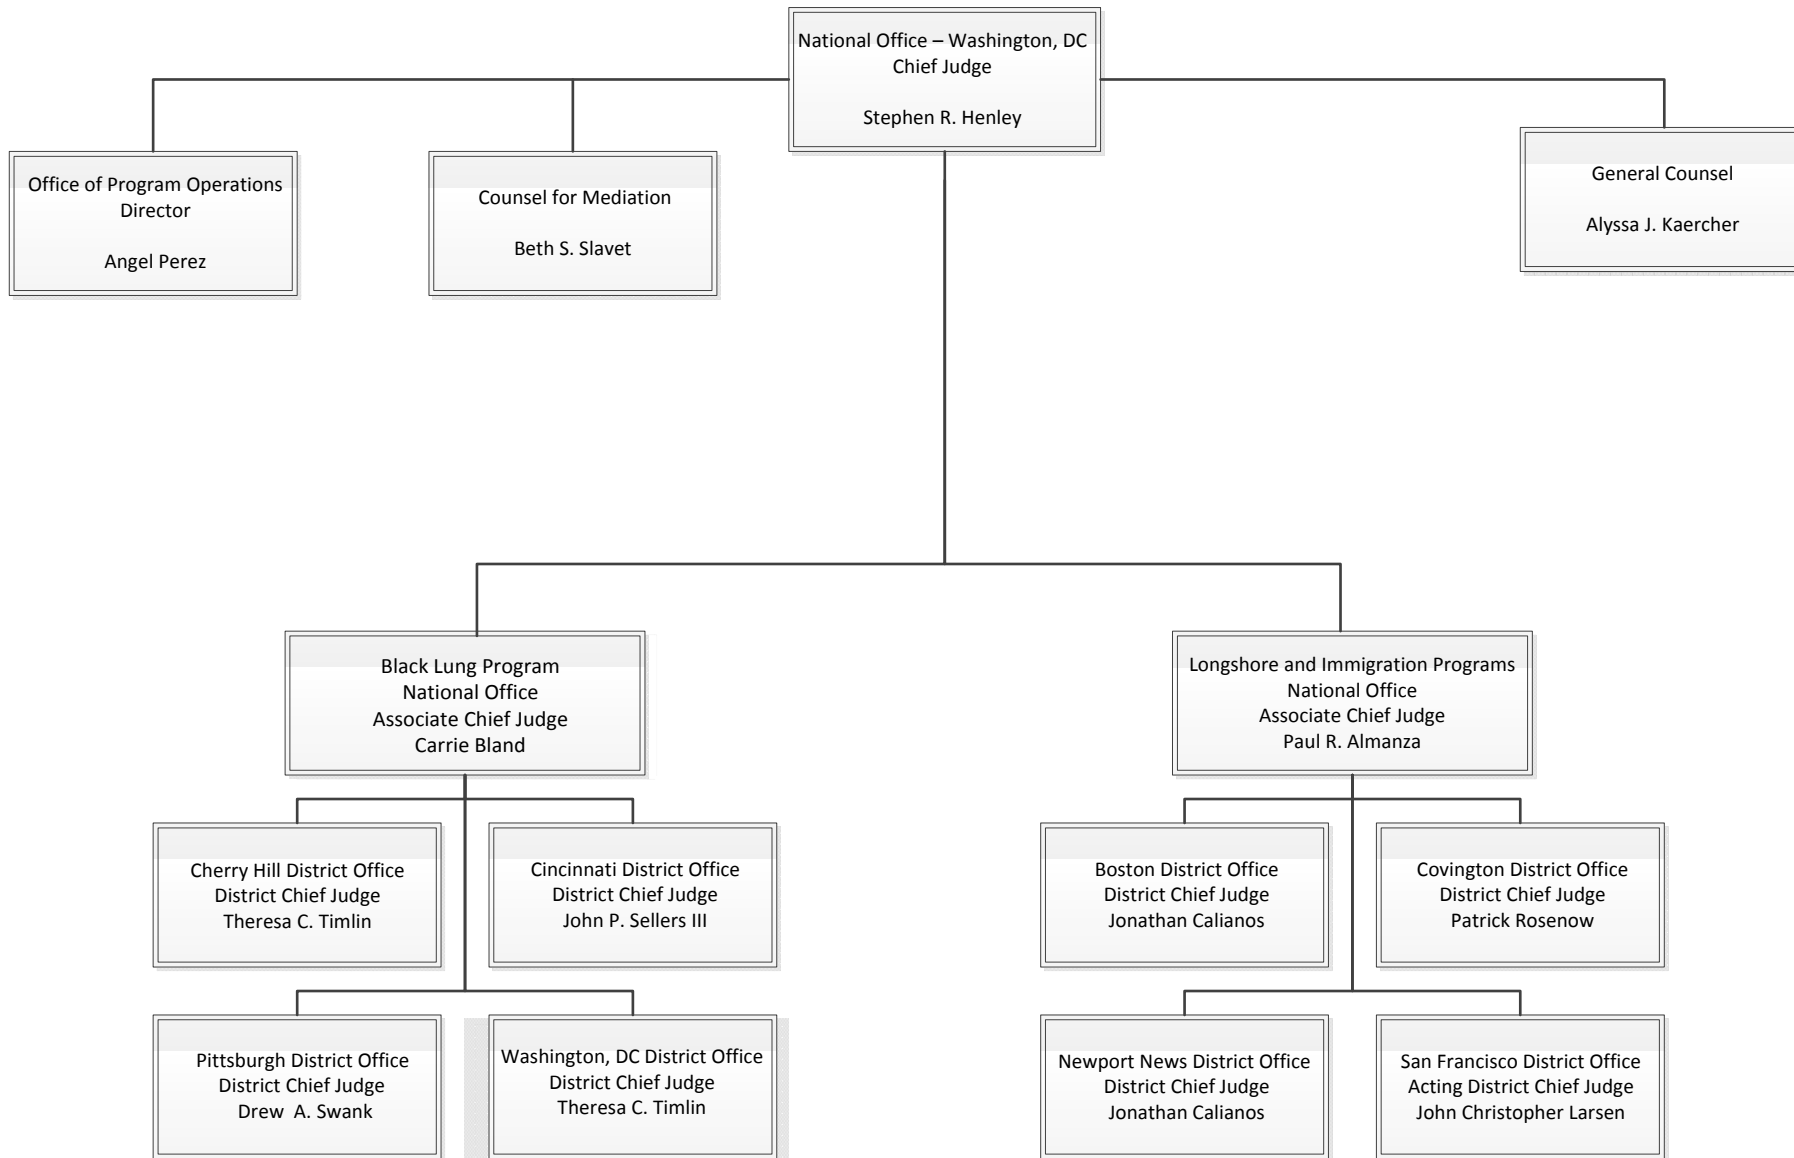 National Office – Washington, DC
Chief Judge
Stephen R. Henley
Office of Program Operations
Director
Angel Perez
Counsel for Mediation
Beth S. Slavet
General Counsel
Alyssa J. Kaercher
Black Lung Program
National Office
Associate Chief Judge
Carrie Bland
Longshore and Immigration Programs
National Office
Associate Chief Judge
Paul R. Almanza
Cherry Hill District Office
District Chief Judge
Theresa C. Timlin
Cincinnati District Office
District Chief Judge
John P. Sellers III
Boston District Office
District Chief Judge
Jonathan Calianos
Covington District Office
District Chief Judge
Patrick Rosenow
Pittsburgh District Office
District Chief Judge
Drew  A. Swank
Washington, DC District Office
District Chief Judge
Theresa C. Timlin
Newport News District Office
District Chief Judge
Jonathan Calianos
San Francisco District Office
Acting District Chief Judge
John Christopher Larsen